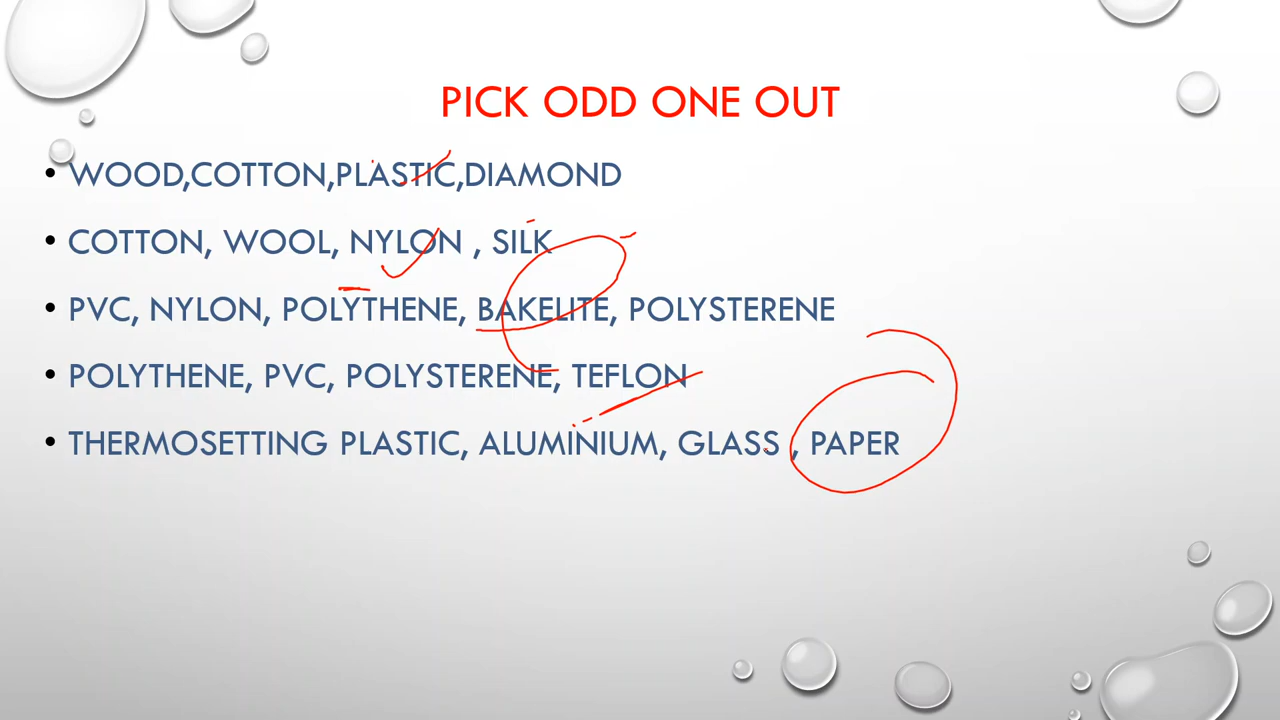 PICK ODD ONE OUT
• WOOD,COTTON,PLASTIC,DIAMOND
• COTTON, WOOL, NYLON , SILK
• PVC, NYLON, POLYTHENE, BAKELITE, POLYSTERENE
• POLYTHENE, PVC, POLYSTERENE, TEFLON
• THERMOSETTING PLASTIC, ALUMINIUM, GLASS , PAPER